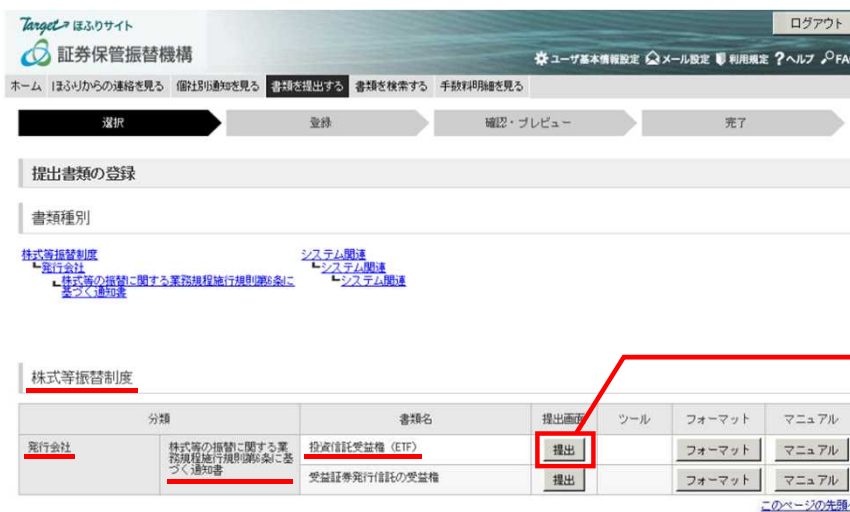 Target ほふりサイト
ログアウト
証券保管振替機構
ユーザ基本情報設定 メール設定 利用規定 ?ヘルプ FA
ホーム ほふりからの連絡を見る 個社別通知を見る 書類を提出する 書類を検索する 手数料明細を見る
選択 登録 確認・プレビュー 完了
提出書類の登録
書類種別
株式等振替制度 システム関連
発行会社 システム関連
株式等の振替に関する業務規程施行規則第6条に システム関連
基づく通知書
株式等振替制度
分類 書類名 提出画面 ツール フォーマット マニュアル
発行会社 株式等の振替に関する業 投資信託受益権（ETF） 提出 フォーマット マニュアル
務規程施行規則第6条に基
づく通知書
受益証券発行信託の受益権 提出 フォーマット マニュアル
このページの先頭へ